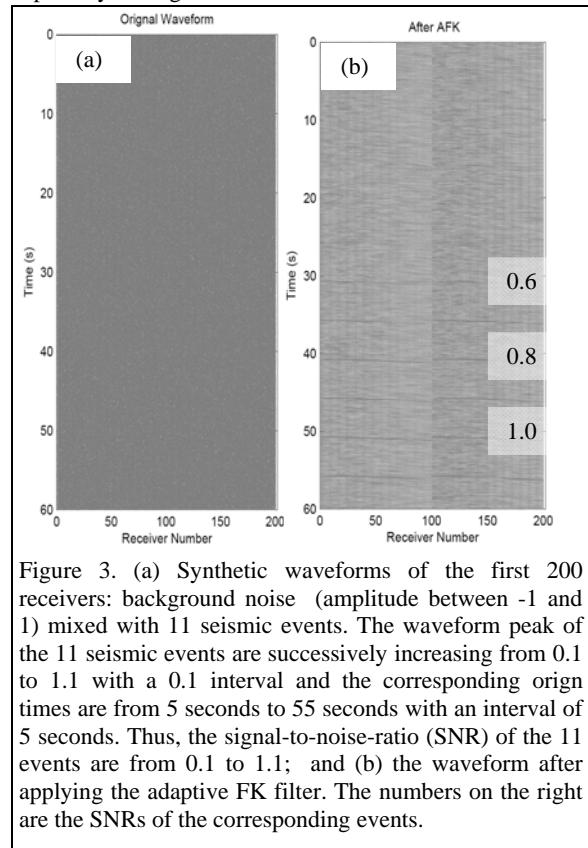 Orignal Waveform
(a)
0
10
20
30
40
50
60
Time (s)
0
50
100
150
200
Receiver Number
After AFK
(b)
0
10
20
30
40
50
60
Time (s)
0.6
0.8
1.0
0
50
100
150
200
Receiver Number
Figure 3. (a) Synthetic waveforms of the first 200
receivers: background noise (amplitude between -1 and
1) mixed with 11 seismic events. The waveform peak of
the 11 seismic events are successively increasing from 0.1
to 1.1 with a 0.1 interval and the corresponding orign
times are from 5 seconds to 55 seconds with an interval of
5 seconds. Thus, the signal-to-noise-ratio (SNR) of the 11
events are from 0.1 to 1.1; and (b) the waveform after
applying the adaptive FK filter. The numbers on the right
are the SNRs of the corresponding events.